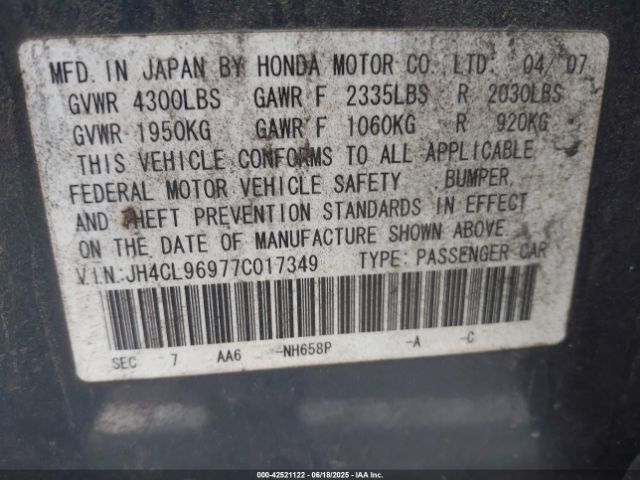 MFD. IN JAPAN BY HONDA MOTOR CO., LTD. 04/07
GVWR 4300LBS GAWR F 2335LBS R 2030LBS
GVWR 1950KG GAWR F 1060KG R 920KG
THIS VEHICLE CONFORMS TO ALL APPLICABLE
FEDERAL MOTOR VEHICLE SAFETY BUMPER,
AND THEFT PREVENTION STANDARDS IN EFFECT
ON THE DATE OF MANUFACTURE SHOWN ABOVE.
V.I.N:JH4CL96977C017349 TYPE: PASSENGER CAR
SEC 7 AA6 -NH658P -A -C
000-42521122 - 06/18/2025 - IAA Inc.